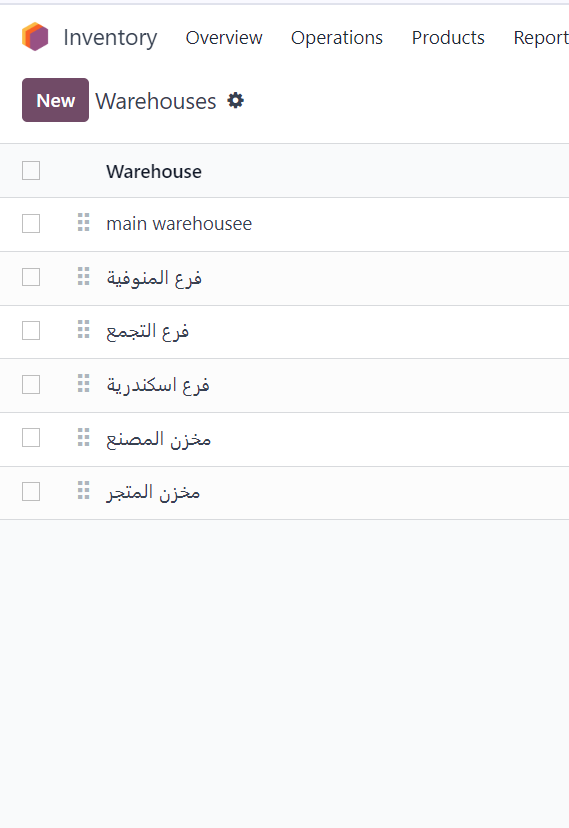 Inventory Overview Operations Products Report
New Warehouses
Warehouse
main warehousee
فرع المنوفية
فرع التجمع
فرع اسكندرية
مخزن المصنع
مخزن المتجر